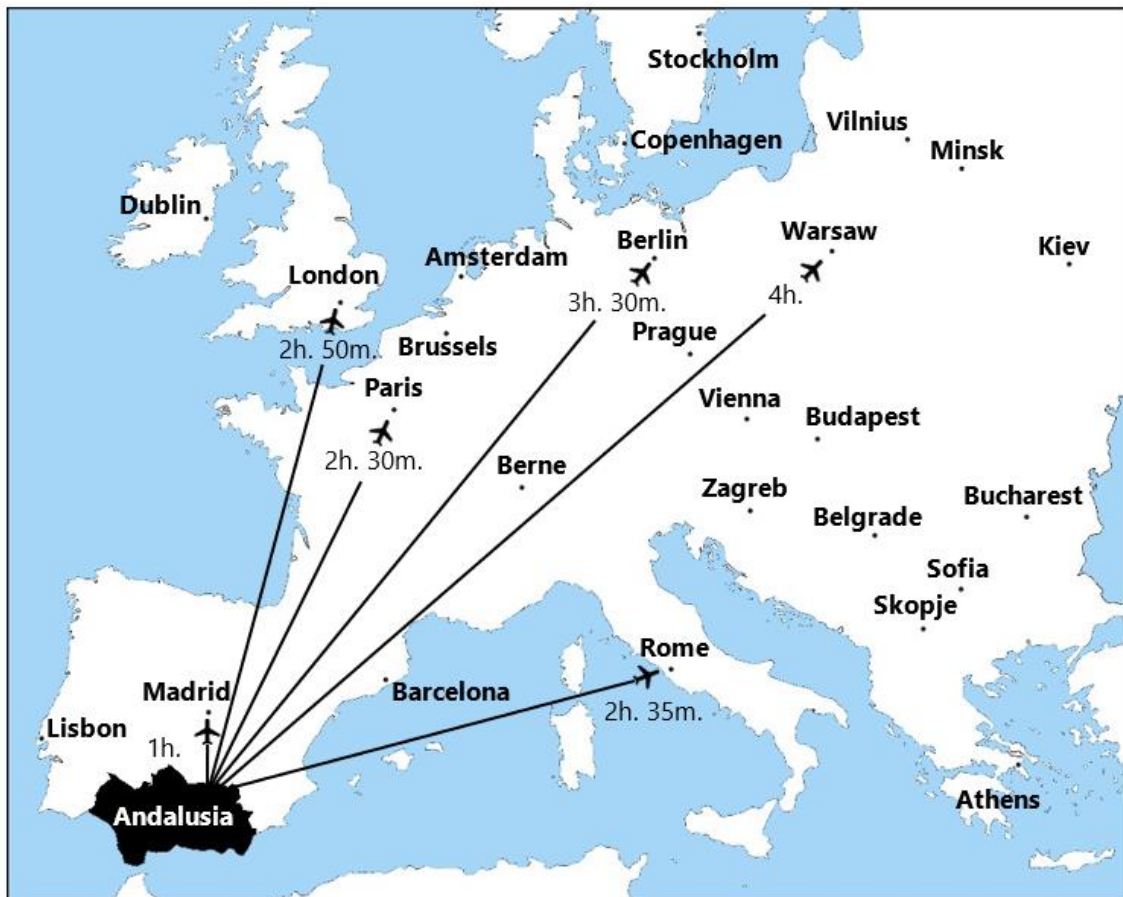 Stockholm
Vilnius
Copenhagen
Minsk
Dublin
Berlin
Warsaw
Kiev
Amsterdam
London
3h. 30m.
4h.
Prague
2h. 50m.
Brussels
Paris
Vienna
Budapest
2h. 30m.
Berne
Zagreb
Bucharest
Belgrade
Sofia
Skopje
Rome
Madrid
Barcelona
2h. 35m.
Lisbon
1h.
Athens
Andalusia